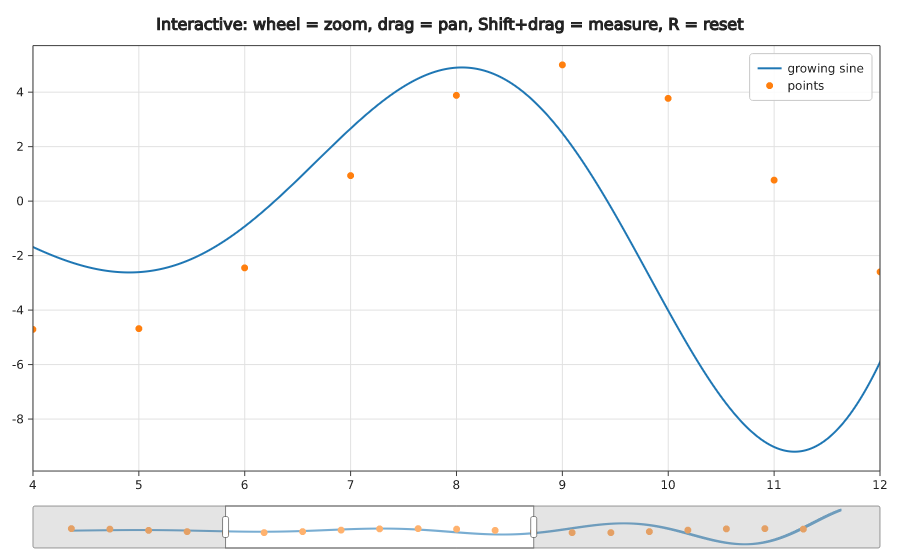 Interactive: wheel = zoom, drag = pan, Shift+drag = measure, R = reset
growing sine
points
4
2
0
-2
-4
-6
-8
4 5 6 7 8 9 10 11 12